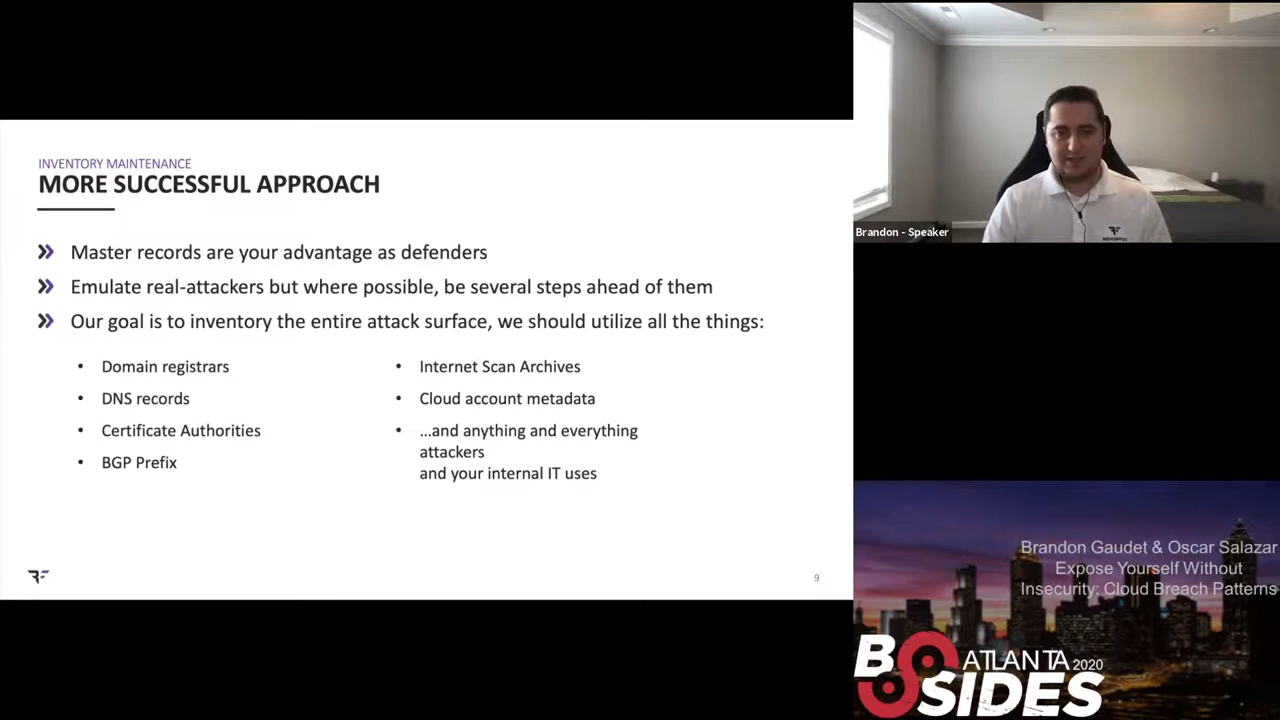 INVENTORY MAINTENANCE
MORE SUCCESSFUL APPROACH
Master records are your advantage as defenders
Emulate real-attackers but where possible, be several steps ahead of them
Our goal is to inventory the entire attack surface, we should utilize all the things:
• Domain registrars
• DNS records
• Certificate Authorities
• BGP Prefix
• Internet Scan Archives
• Cloud account metadata
• …and anything and everything
attackers
and your internal IT uses
9
Brandon - Speaker
Brandon Gaudet & Oscar Salazar
Expose Yourself Without
Insecurity: Cloud Breach Patterns
BSIDES
ATLANTA 2020